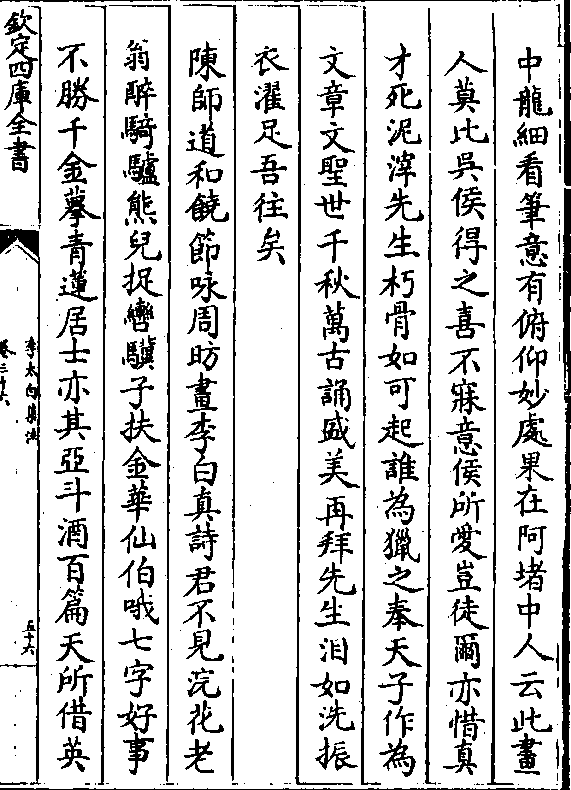 中龍細看筆意有俯仰妙處果在阿堵中人云此畫
人莫比吳侯得之喜不寐意侯所愛豈徒爾亦惜真
才死泥滓先生朽骨如可起誰為獵之奉天子作為
文章文聖世千秋萬古誦盛美再拜先生泪如洗振
衣濯足吾往矣
陳師道和饒節咏周昉畫李白真詩君不見浣花老
翁醉騎驢熊兒捉轡驥子扶金華仙伯哦七字好事
不勝千金摹青蓮居士亦其亞斗酒百篇天所借英
欽定四庫全書
李太白集注
卷三十六
五十六